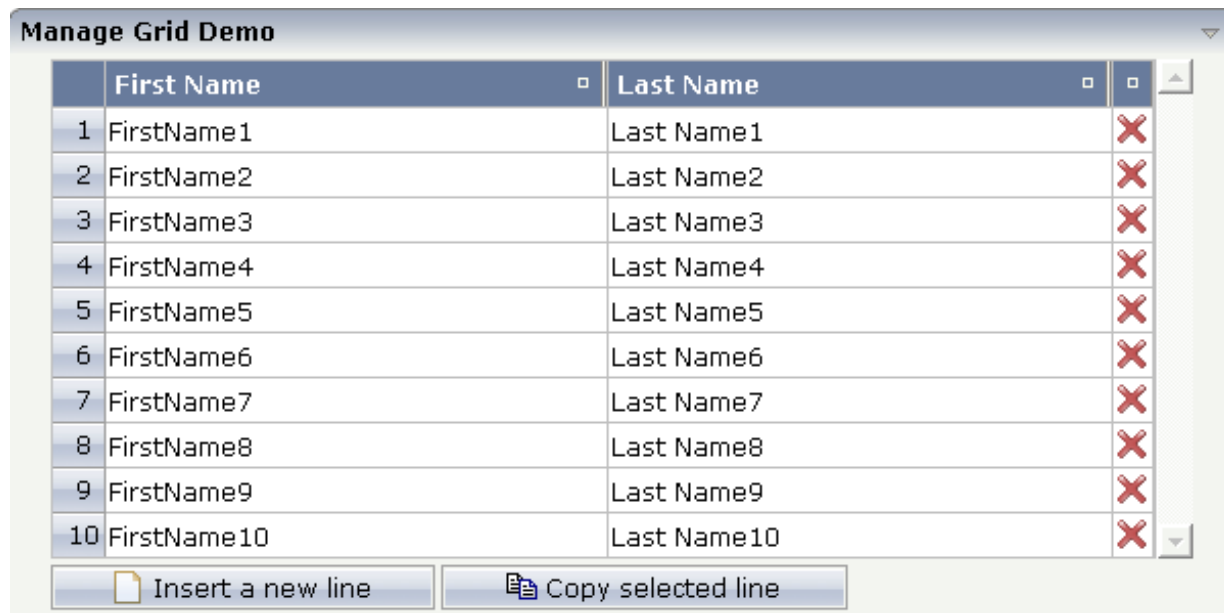 Manage Grid Demo
First Name Last Name
1 FirstName1 Last Name1
2 FirstName2 Last Name2
3 FirstName3 Last Name3
4 FirstName4 Last Name4
5 FirstName5 Last Name5
6 FirstName6 Last Name6
7 FirstName7 Last Name7
8 FirstName8 Last Name8
9 FirstName9 Last Name9
10 FirstName10 Last Name10
Insert a new line Copy selected line